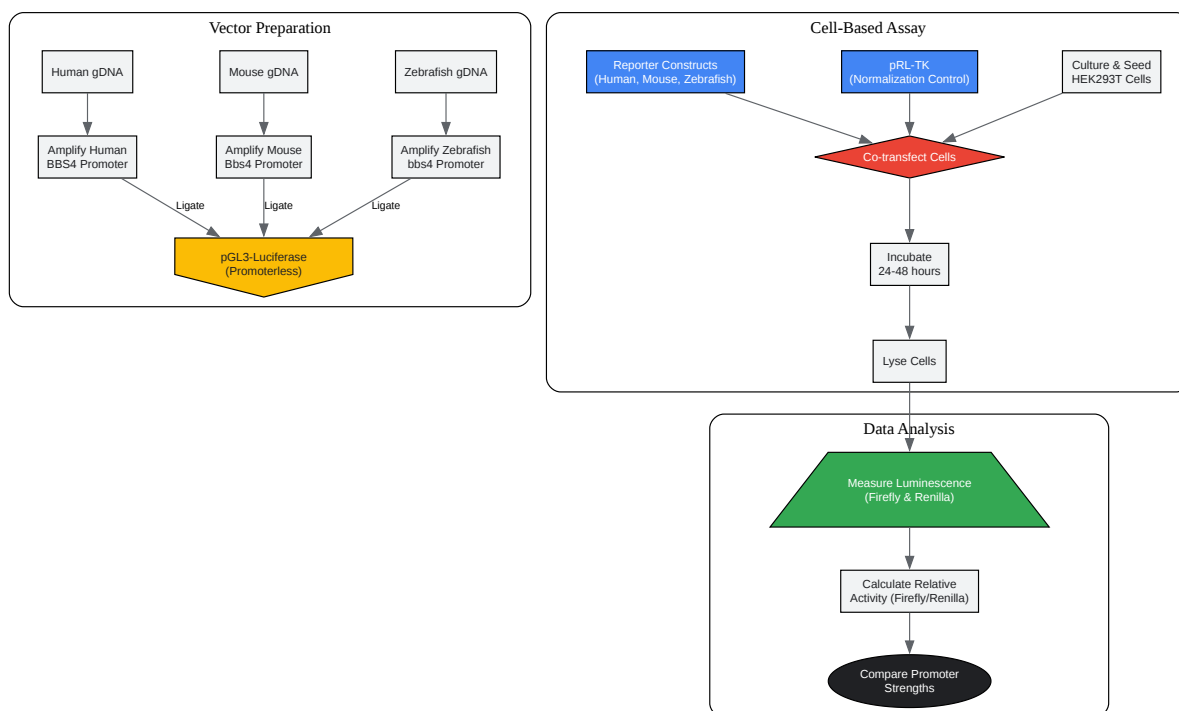 Vector Preparation
Human gDNA
Mouse gDNA
Zebrafish gDNA
Amplify Human
BBS4 Promoter
Amplify Mouse
Bbs4 Promoter
Amplify Zebrafish
bbs4 Promoter
Ligate
Ligate
Ligate
pGL3-Luciferase
(Promoterless)
Cell-Based Assay
Reporter Constructs
(Human, Mouse, Zebrafish)
pRL-TK
(Normalization Control)
Culture & Seed
HEK293T Cells
Co-transfect Cells
Incubate
24-48 hours
Lyse Cells
Data Analysis
Measure Luminescence
(Firefly & Renilla)
Calculate Relative
Activity (Firefly/Renilla)
Compare Promoter
Strengths